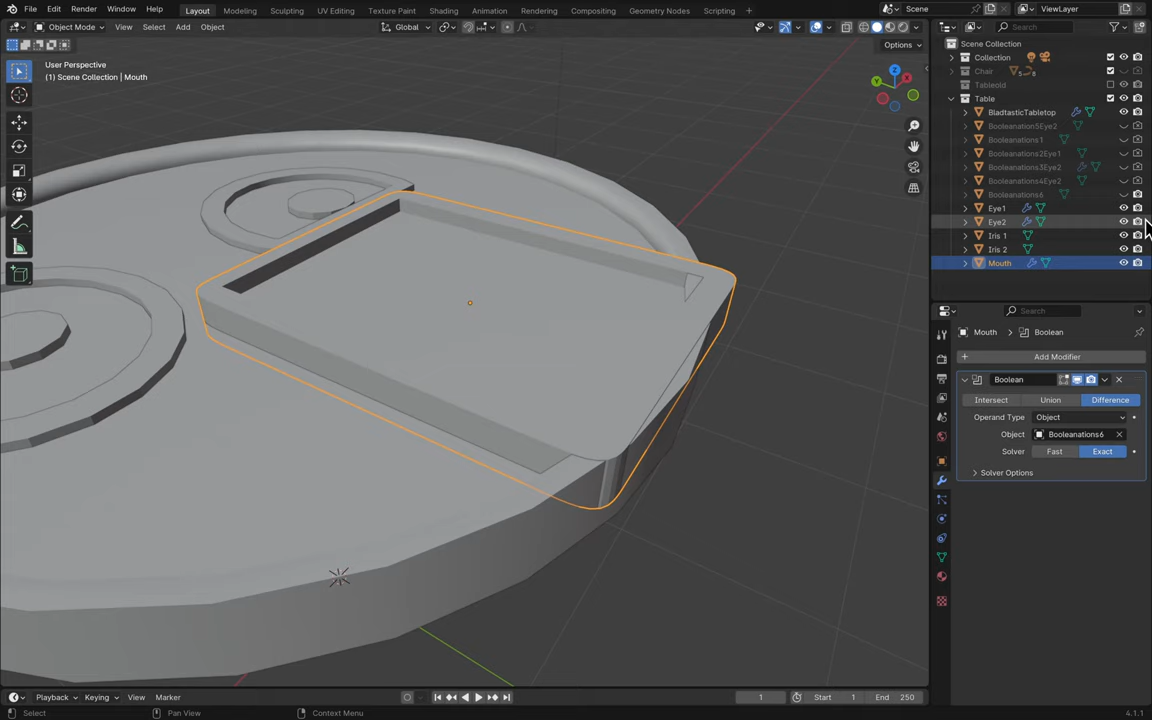 File Edit Render Window Help Layout Modeling Sculpting UV Editing Texture Paint Shading Animation Rendering Compositing Geometry Nodes Scripting Scene ViewLayer
Object Mode View Select Add Object Global Search
Options
User Perspective
(1) Scene Collection | Mouth
Z
X
Y
Scene Collection
Collection
Chair 5 8
Tableold
Table
BladtasticTabletop
Booleanation5Eye2
Booleanations1
Booleanations2Eye1
Booleanations3Eye2
Booleanations4Eye2
Booleanations6
Eye1
Eye2
Iris 1
Iris 2
Mouth
Search
Mouth > Boolean
+ Add Modifier
Boolean
Intersect Union Difference
Operand Type Object
Object Booleanations6
Solver Fast Exact
Solver Options
Playback Keying View Marker 1 Start 1 End 250
Select Pan View Context Menu 4.1.1